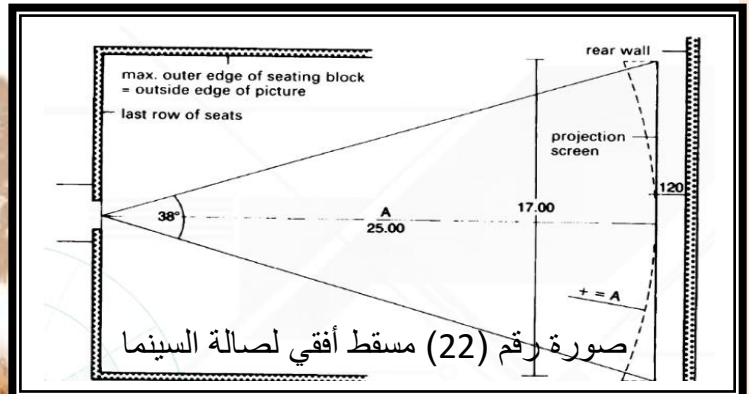 rear wall
max. outer edge of seating block
= outside edge of picture
last row of seats
projection
screen
120
38°
A
25.00
17.00
+ = A
صورة رقم (22) مسقط أفقي لصالة السينما